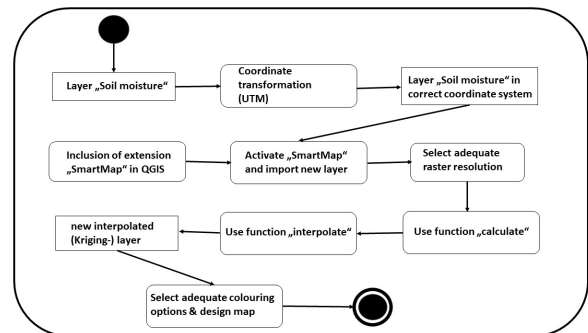 Layer „Soil moisture“
Coordinate
transformation
(UTM)
Layer „Soil moisture“ in
correct coordinate system
Inclusion of extension
„SmartMap“ in QGIS
Activate „SmartMap“
and import new layer
Select adequate
raster resolution
new interpolated
(Kriging-) layer
Use function „interpolate“
Use function „calculate“
Select adequate colouring
options & design map